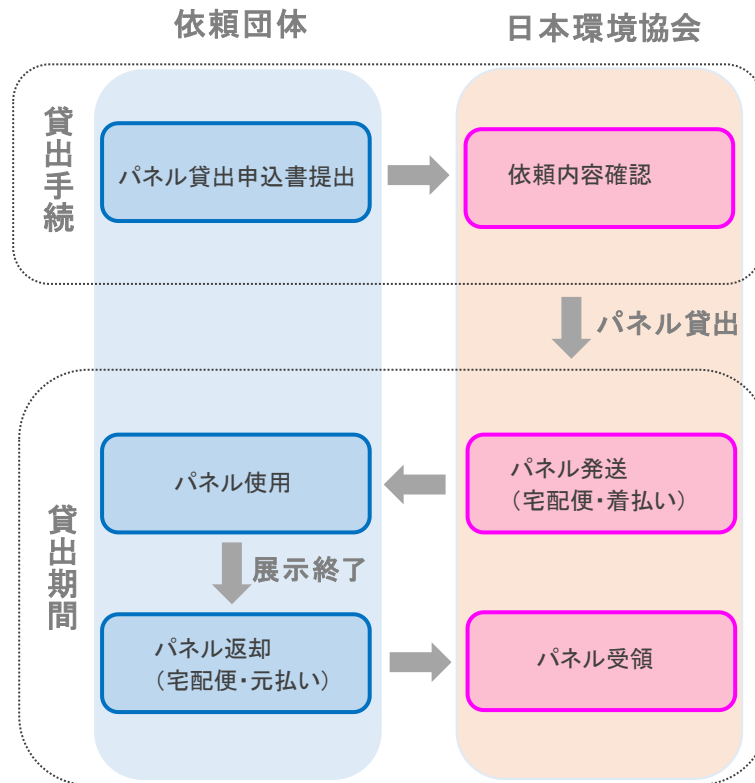 依頼団体
日本環境協会
貸出手続
パネル貸出申込書提出
依頼内容確認
パネル貸出
貸出期間
パネル使用
パネル発送
（宅配便・着払い）
展示終了
パネル返却
（宅配便・元払い）
パネル受領